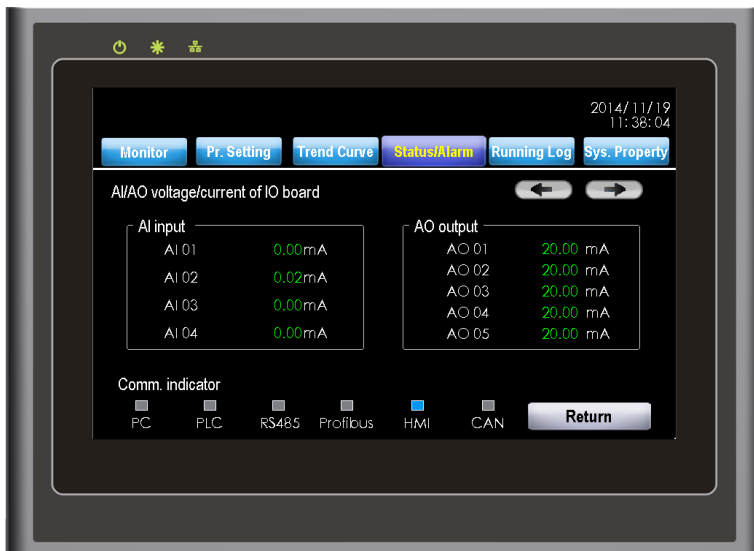 2014/11/19
11:38:04
Monitor Pr. Setting Trend Curve Status/Alarm Running Log Sys. Property
AI/AO voltage/current of IO board
AI input AO output
AI 01 0.00mA
AI 02 0.02mA
AI 03 0.00mA
AI 04 0.00mA
AO 01 20.00 mA
AO 02 20.00 mA
AO 03 20.00 mA
AO 04 20.00 mA
AO 05 20.00 mA
Comm. indicator
PC PLC RS485 Profibus HMI CAN Return